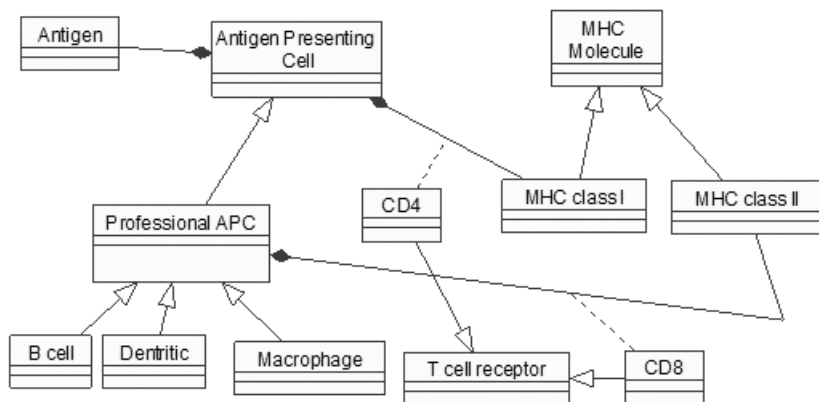 Antigen
Antigen Presenting
Cell
MHC
Molecule
CD4
MHC class I
MHC class II
Professional APC
B cell
Dentritic
Macrophage
T cell receptor
CD8